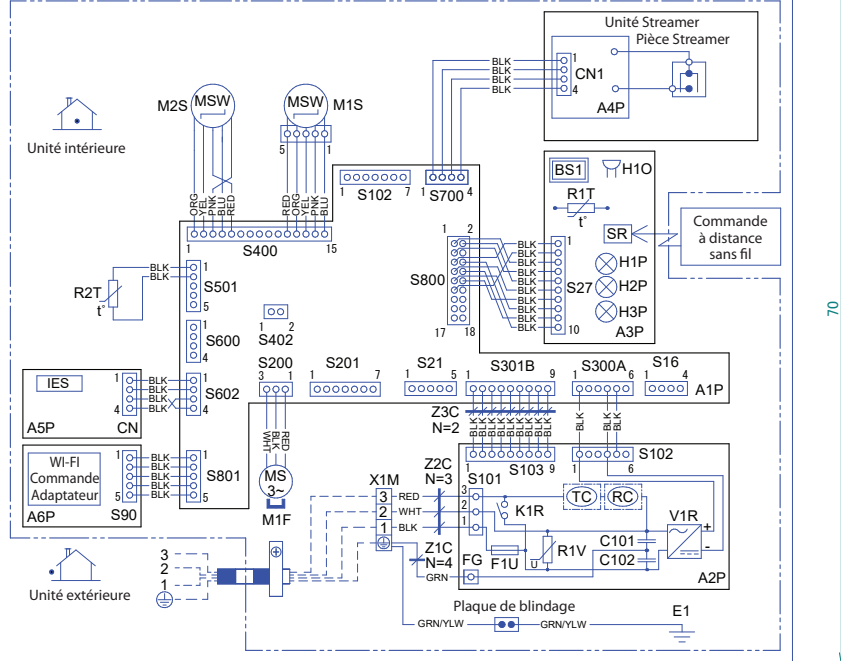 Unité Streamer
Pièce Streamer
BLK
BLK
BLK
BLK
1
4
CN1
A4P
M2S
MSW
MSW
M1S
5
1
Unité intérieure
ORG
YEL
PNK
BLU
RED
RED
ORG
YEL
PNK
BLU
1
S400
15
1
S102
7
1
S700
4
BS1
H1O
R1T
t°
SR
Commande
à distance
sans fil
H1P
H2P
H3P
A3P
1
2
S800
17
18
BLK
BLK
BLK
BLK
BLK
BLK
BLK
BLK
BLK
BLK
1
S27
10
R2T
t°
BLK
BLK
1
S501
5
1
S600
4
1
2
S402
IES
A5P
CN
1
4
BLK
BLK
BLK
BLK
1
S602
4
WI-FI
Commande
Adaptateur
A6P
S90
1
5
BLK
BLK
BLK
BLK
BLK
1
S801
5
S200
3
1
WHT
BLK
RED
MS
3~
M1F
S201
1
7
S21
1
5
S301B
1
9
S300A
1
6
S16
1
4
A1P
Z3C
N=2
BLK
BLK
BLK
BLK
BLK
BLK
BLK
BLK
BLK
BLK
BLK
BLK
1
S103
9
1
S102
6
X1M
3
2
1
RED
WHT
BLK
Z2C
N=3
S101
3
2
1
K1R
TC
RC
V1R
+
-
C101
C102
F1U
R1V
U
Z1C
N=4
GRN
FG
A2P
Unité extérieure
3
2
1
Plaque de blindage
GRN/YLW
GRN/YLW
E1
70